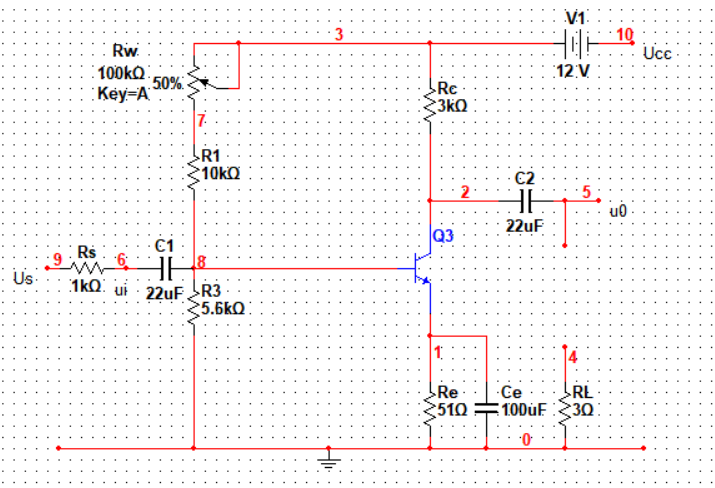 V1
3
10
Ucc
12 V
Rw
100kΩ
50%
Key=A
7
Rc
3kΩ
R1
10kΩ
C2
2
5
u0
22uF
Q3
9
Rs
6
C1
8
Us
1kΩ
ui
22uF
R3
5.6kΩ
1
4
Re
51Ω
Ce
100uF
RL
3Ω
0